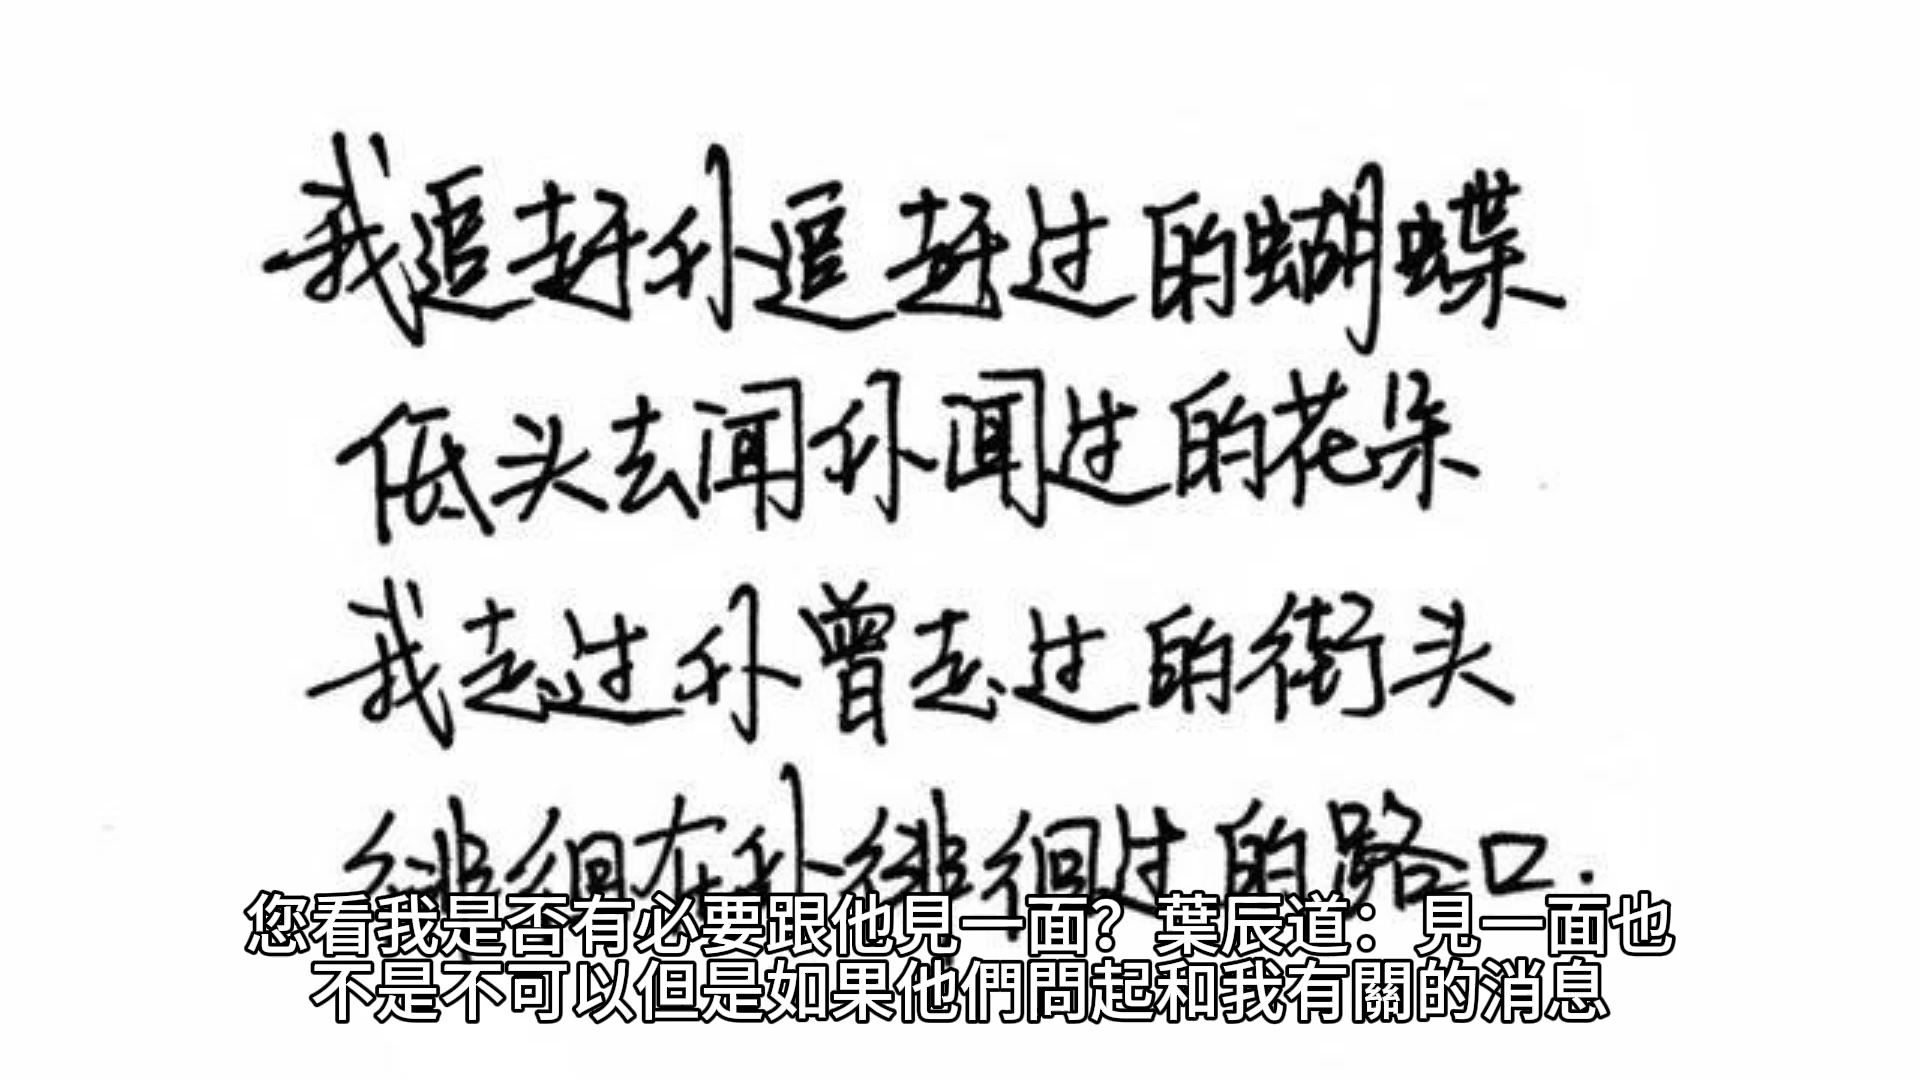 我追赶你追赶过的蝴蝶
低头去闻你闻过的花朵
我走过你曾走过的街头
徘徊在你徘徊过的路口.
您看我是否有必要跟他見一面？葉辰道：見一面也
不是不可以但是如果他們問起和我有關的消息